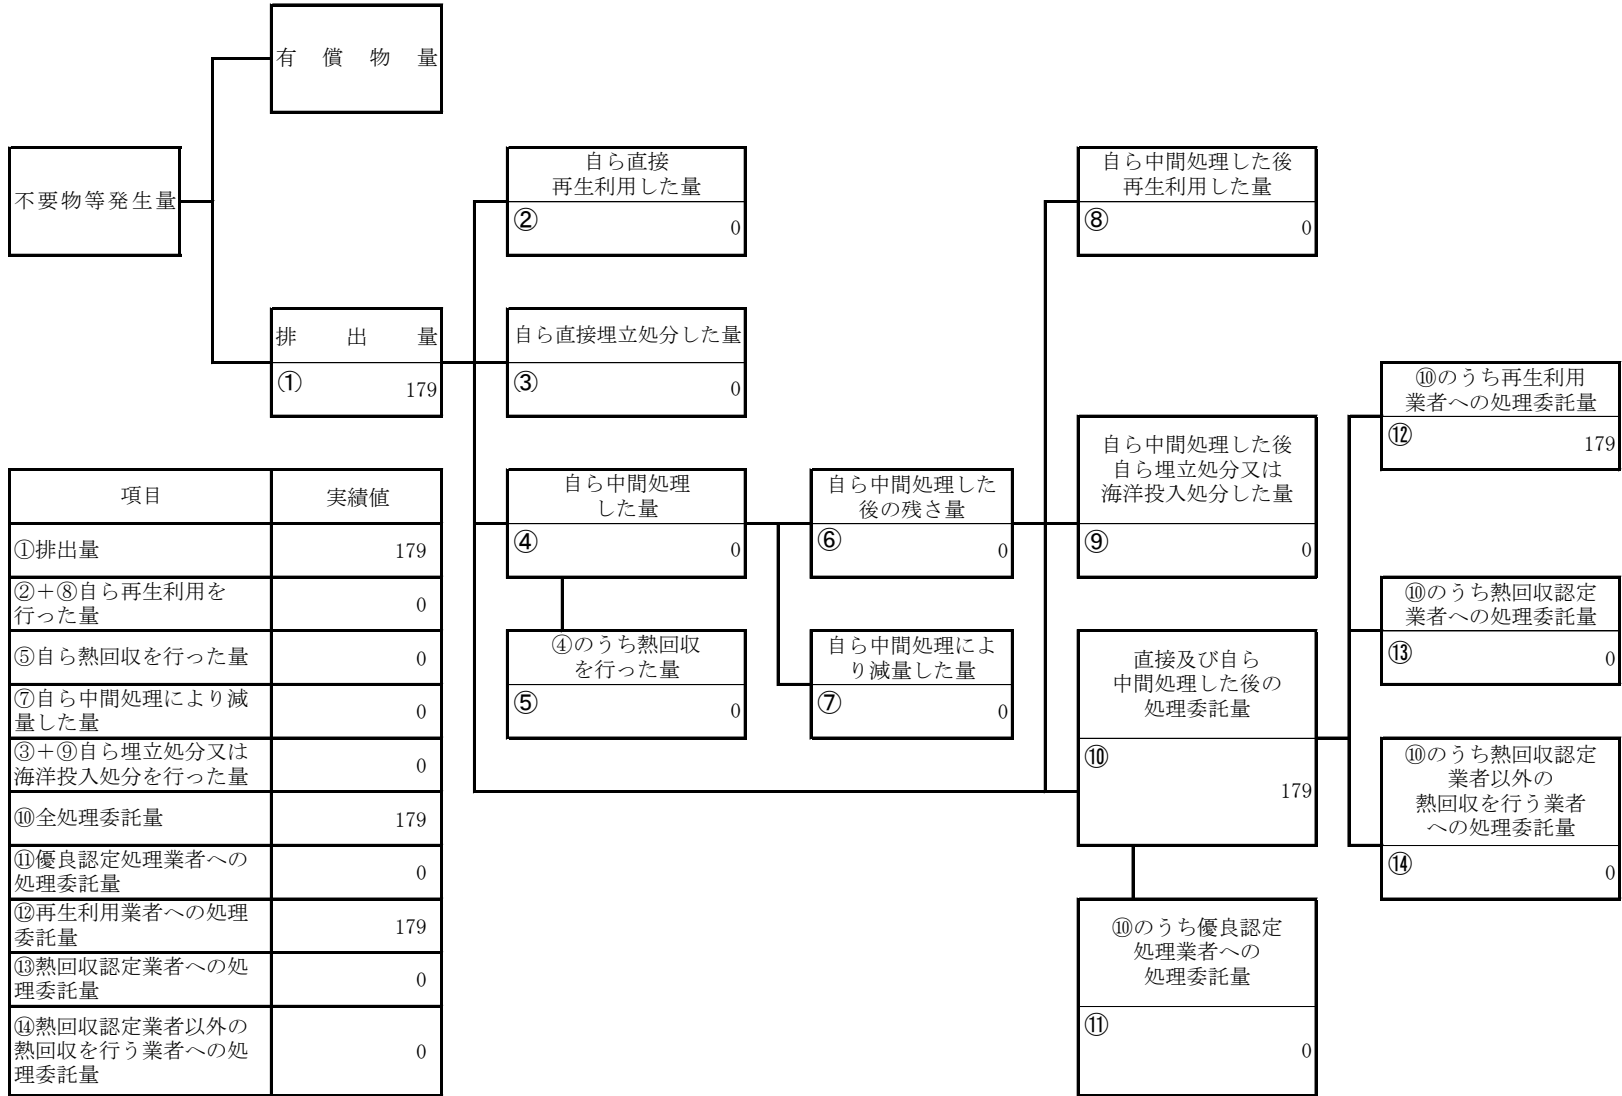 有償物量
不要物等発生量
自ら直接
再生利用した量
② 0
自ら中間処理した後
再生利用した量
⑧ 0
排出量
① 179
自ら直接埋立処分した量
③ 0
⑩のうち再生利用
業者への処理委託量
⑫ 179
自ら中間処理
した量
④ 0
自ら中間処理した
後の残さ量
⑥ 0
自ら中間処理した後
自ら埋立処分又は
海洋投入処分した量
⑨ 0
⑩のうち熱回収認定
業者への処理委託量
⑬ 0
④のうち熱回収
を行った量
⑤ 0
自ら中間処理によ
り減量した量
⑦ 0
直接及び自ら
中間処理した後の
処理委託量
⑩
179
⑩のうち熱回収認定
業者以外の
熱回収を行う業者
への処理委託量
⑭ 0
⑩のうち優良認定
処理業者への
処理委託量
⑪
0
項目 実績値
①排出量 179
②+⑧自ら再生利用を
行った量 0
⑤自ら熱回収を行った量 0
⑦自ら中間処理により減
量した量 0
③+⑨自ら埋立処分又は
海洋投入処分を行った量 0
⑩全処理委託量 179
⑪優良認定処理業者への
処理委託量 0
⑫再生利用業者への処理
委託量 179
⑬熱回収認定業者への処
理委託量 0
⑭熱回収認定業者以外の
熱回収を行う業者への処 0
理委託量